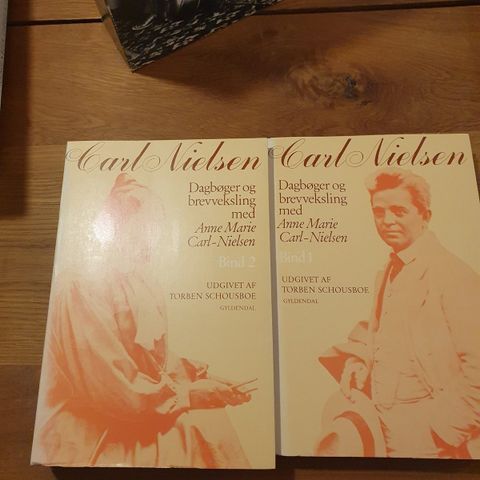 Carl Nielsen
Dagbøger og
brevveksling
med
Anne Marie
Carl-Nielsen
Bind 2
UDGIVET AF
TORBEN SCHOUSBOE
GYLDENDAL
Carl Nielsen
Dagbøger og
brevveksling
med
Anne Marie
Carl-Nielsen
Bind 1
UDGIVET AF
TORBEN SCHOUSBOE
GYLDENDAL